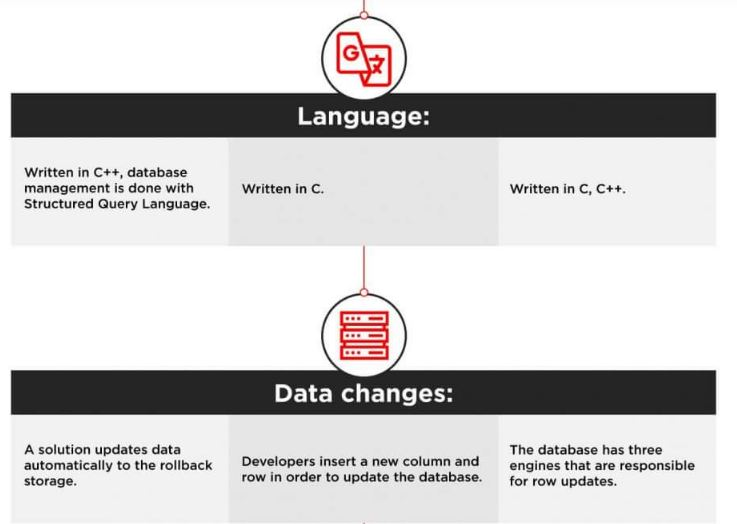 G 文
Language:
Written in C++, database
management is done with
Structured Query Language.
Written in C.
Written in C, C++.
Data changes:
A solution updates data
automatically to the rollback
storage.
Developers insert a new column and
row in order to update the database.
The database has three
engines that are responsible
for row updates.